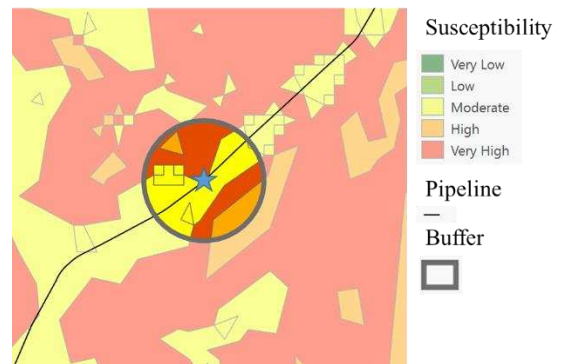 Susceptibility
Very Low
Low
Moderate
High
Very High
Pipeline
Buffer